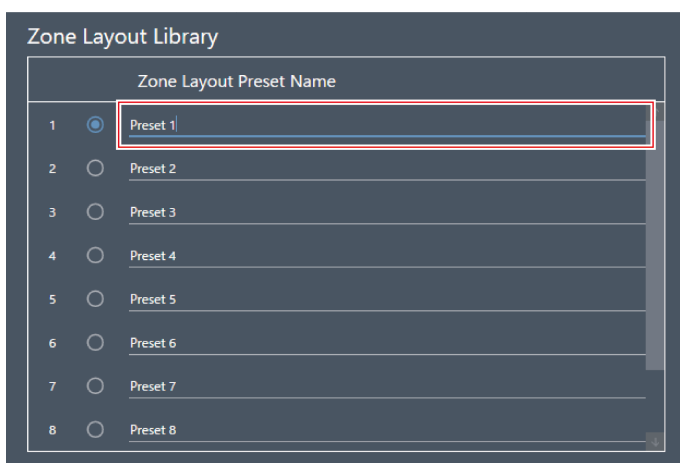 Zone Layout Library
Zone Layout Preset Name
1 Preset 1
2 Preset 2
3 Preset 3
4 Preset 4
5 Preset 5
6 Preset 6
7 Preset 7
8 Preset 8